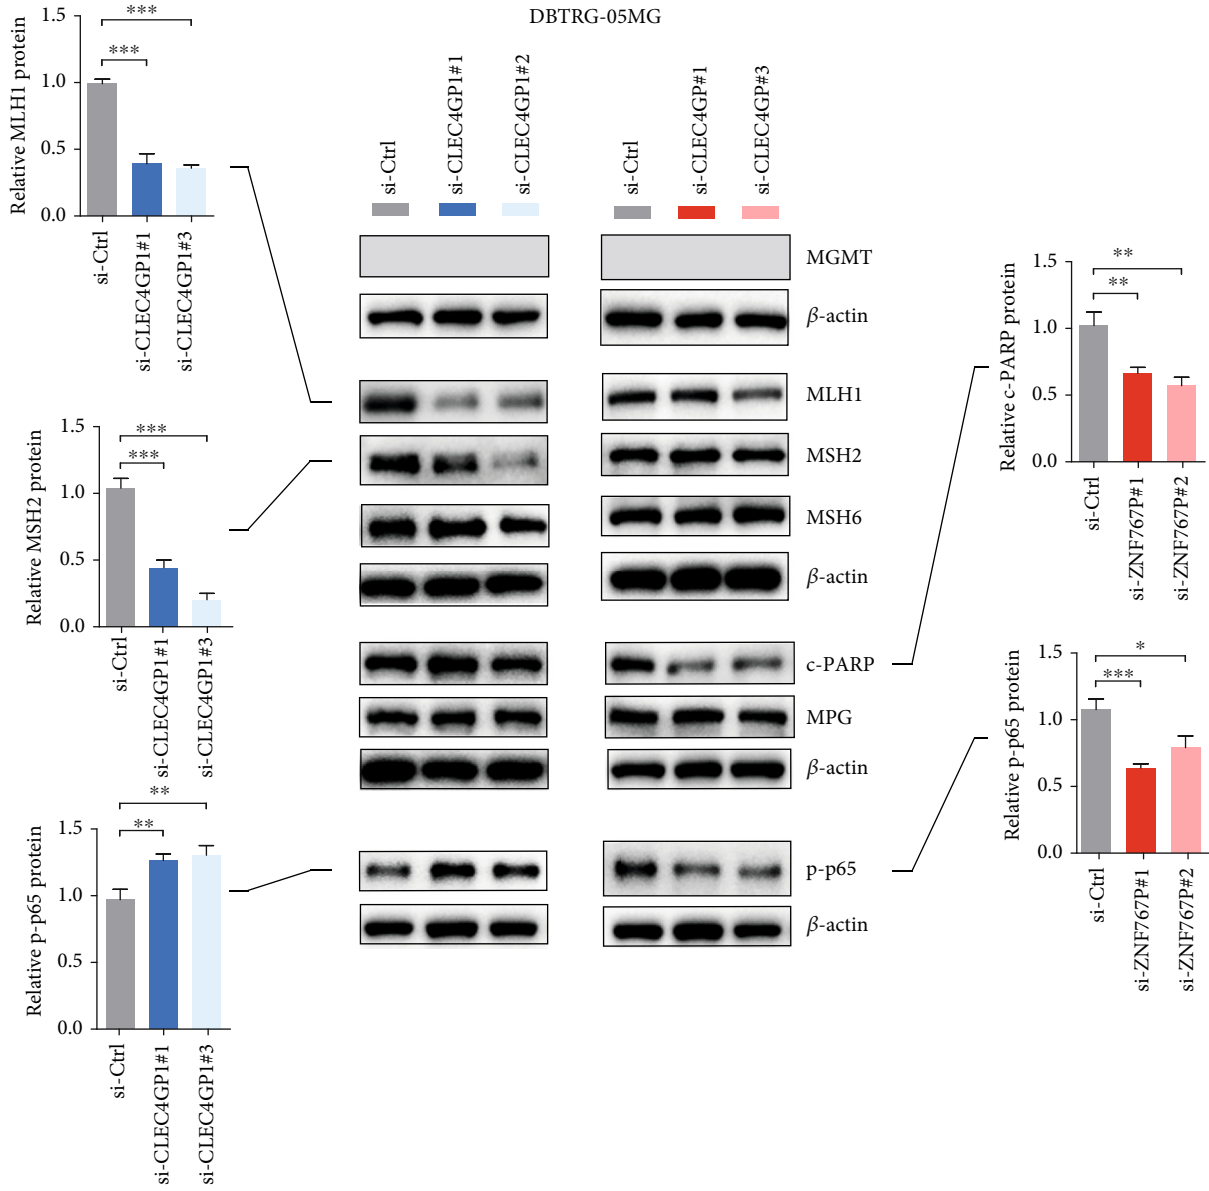 DBTRG-05MG
Relative MLH1 protein
1.5
1.0
0.5
0.0
***
***
si-Ctrl
si-CLEC4GP1#1
si-CLEC4GP1#3
Relative MSH2 protein
1.5
1.0
0.5
0.0
***
***
si-Ctrl
si-CLEC4GP1#1
si-CLEC4GP1#3
Relative p-p65 protein
1.5
1.0
0.5
0.0
**
**
si-Ctrl
si-CLEC4GP1#1
si-CLEC4GP1#3
si-Ctrl
si-CLEC4GP1#1
si-CLEC4GP1#2
si-Ctrl
si-CLEC4GP#1
si-CLEC4GP#3
MGMT
β-actin
MLH1
MSH2
MSH6
β-actin
c-PARP
MPG
β-actin
p-p65
β-actin
Relative c-PARP protein
1.5
1.0
0.5
0.0
**
**
si-Ctrl
si-ZNF767P#1
si-ZNF767P#2
Relative p-p65 protein
1.5
1.0
0.5
0.0
*
***
si-Ctrl
si-ZNF767P#1
si-ZNF767P#2